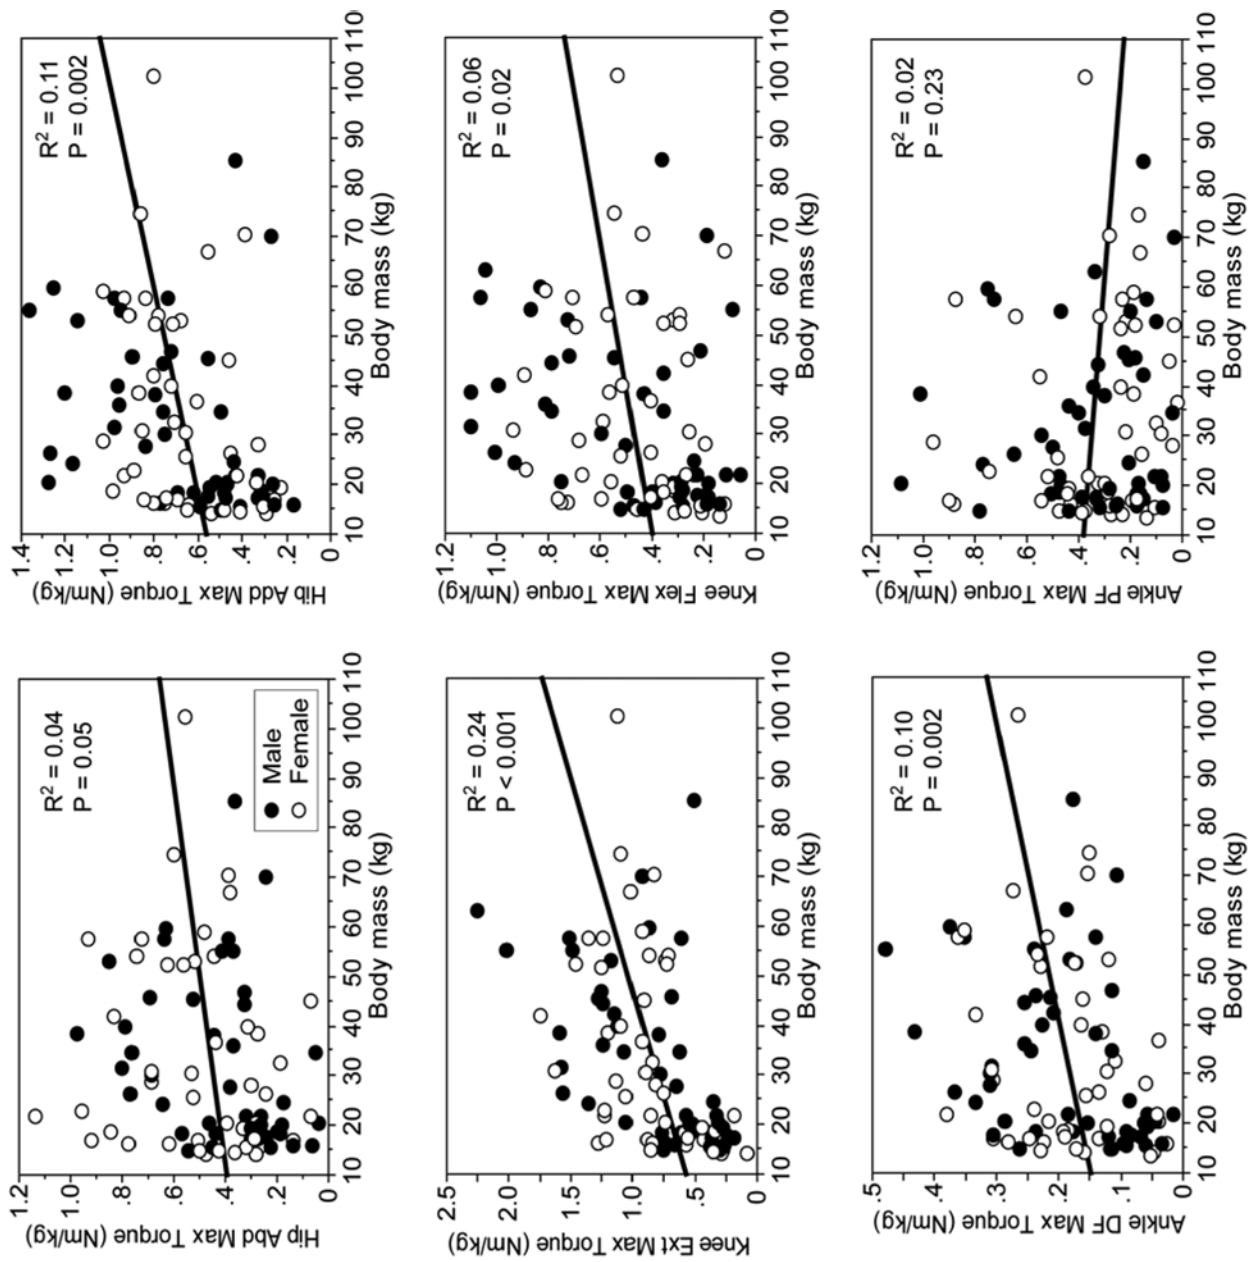 Hip Abd Max Torque (Nm/kg)
1.2
1.0
.8
.6
.4
.2
0
R² = 0.04
P = 0.05
Male
Female
10 20 30 40 50 60 70 80 90 100 110
Body mass (kg)
Hib Add Max Torque (Nm/kg)
1.4
1.2
1.0
.8
.6
.4
.2
0
R² = 0.11
P = 0.002
10 20 30 40 50 60 70 80 90 100 110
Body mass (kg)
Knee Ext Max Torque (Nm/kg)
2.5
2.0
1.5
1.0
.5
0
R² = 0.24
P < 0.001
10 20 30 40 50 60 70 80 90 100 110
Body mass (kg)
Knee Flex Max Torque (Nm/kg)
1.2
1.0
.8
.6
.4
.2
0
R² = 0.06
P = 0.02
10 20 30 40 50 60 70 80 90 100 110
Body mass (kg)
Ankle DF Max Torque (Nm/kg)
.5
.4
.3
.2
.1
0
R² = 0.10
P = 0.002
10 20 30 40 50 60 70 80 90 100 110
Body mass (kg)
Ankle PF Max Torque (Nm/kg)
1.2
1.0
.8
.6
.4
.2
0
R² = 0.02
P = 0.23
10 20 30 40 50 60 70 80 90 100 110
Body mass (kg)